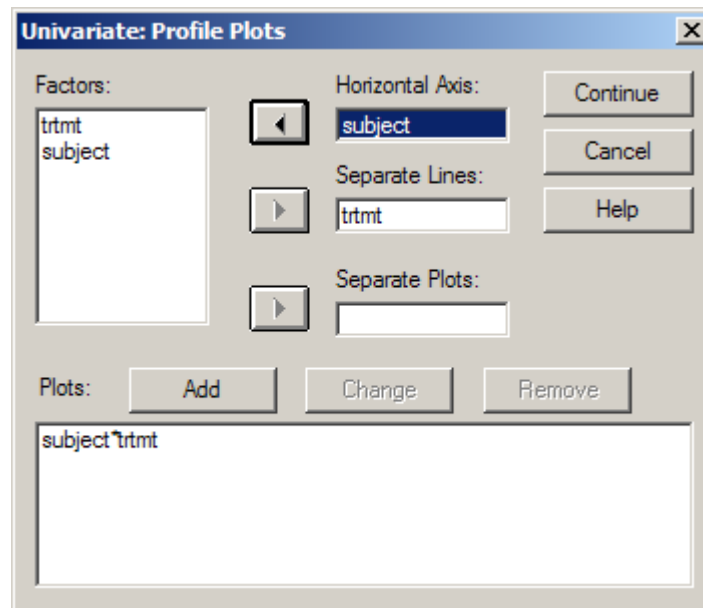 Univariate: Profile Plots
Factors:
trtmt
subject
Horizontal Axis:
subject
Separate Lines:
trtmt
Separate Plots:
Continue
Cancel
Help
Plots:
Add
Change
Remove
subject*trtmt